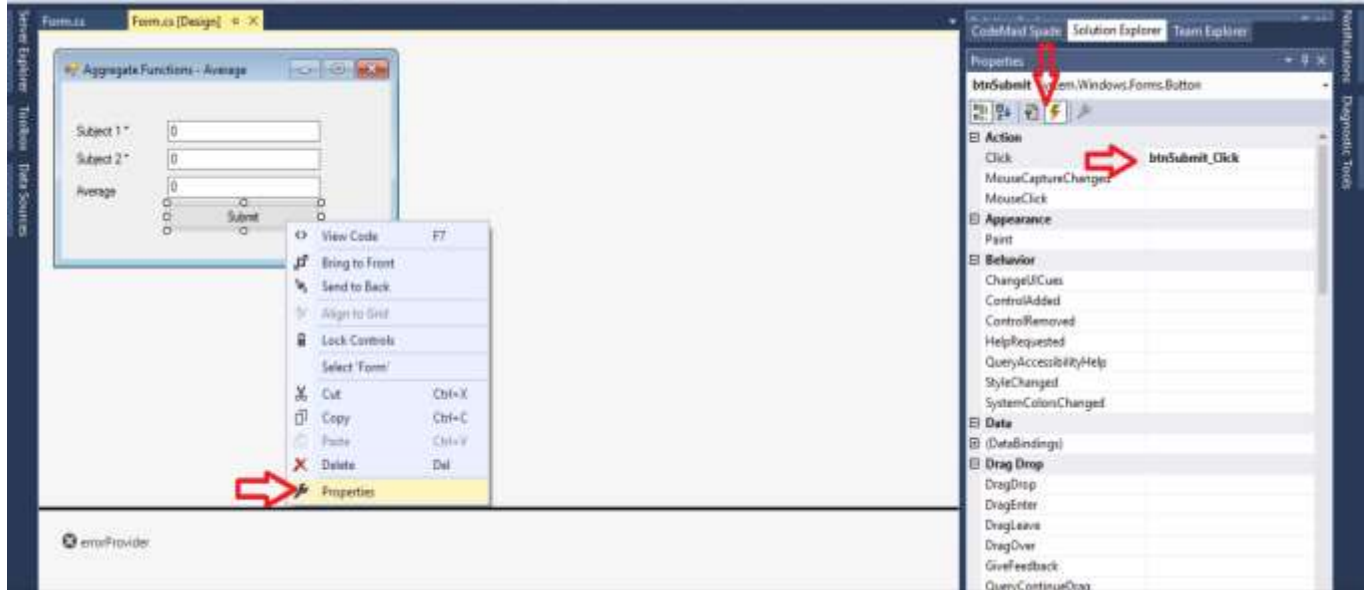 Form.cs
Form.cs [Design]
Server Explorer
Toolbox
Data Sources
Aggregate Functions - Average
Subject 1 *
0
Subject 2 *
0
Average
0
Submit
View Code F7
Bring to Front
Send to Back
Align to Grid
Lock Controls
Select 'Form'
Cut Ctrl+X
Copy Ctrl+C
Paste Ctrl+V
Delete Del
Properties
errorProvider
CodeMaid Spade Solution Explorer Team Explorer
Properties
btnSubmit System.Windows.Forms.Button
Action
Click btnSubmit_Click
MouseCaptureChanged
MouseClick
Appearance
Paint
Behavior
ChangeUICues
ControlAdded
ControlRemoved
HelpRequested
QueryAccessibilityHelp
StyleChanged
SystemColorsChanged
Data
(DataBindings)
Drag Drop
DragDrop
DragEnter
DragLeave
DragOver
GiveFeedback
QueryContinueDrag
Notifications
Diagnostic Tools